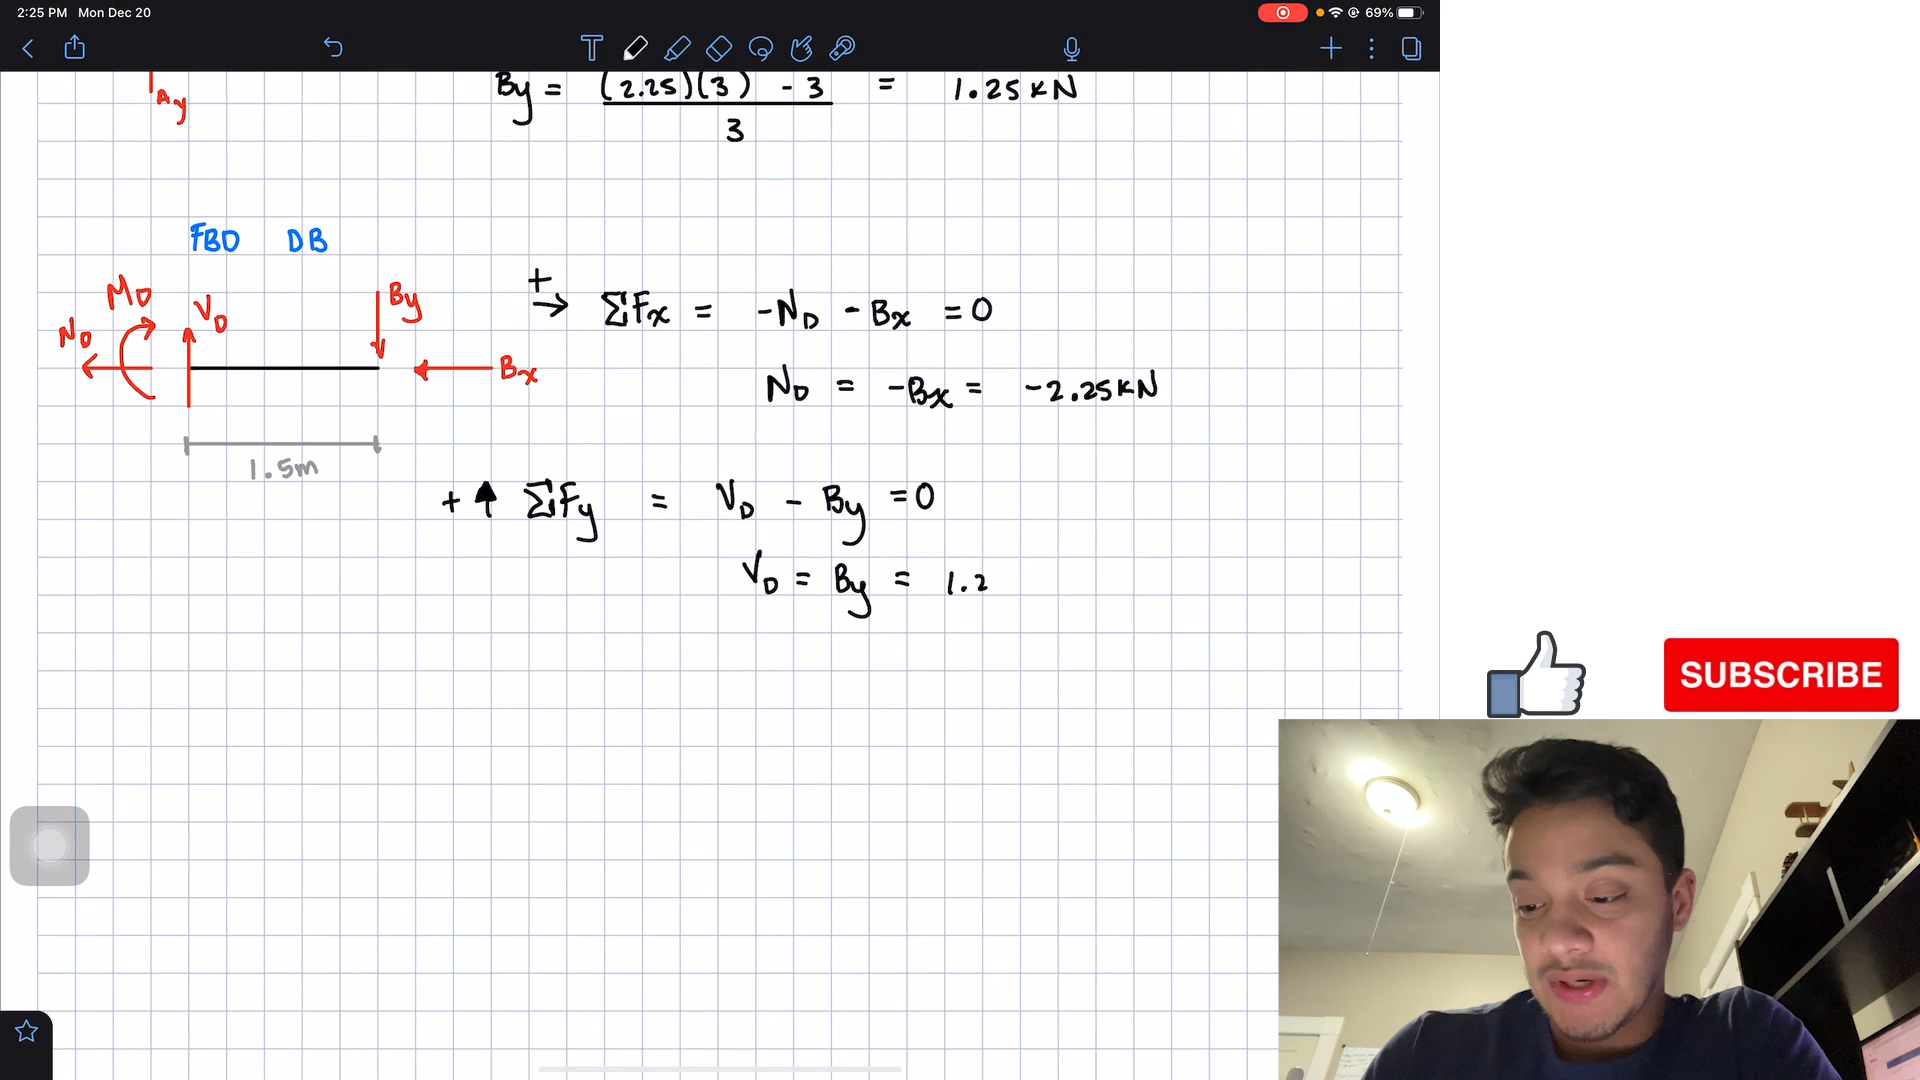 2:25 PM Mon Dec 20
69%
Ay
By = (2.25)(3) - 3 = 1.25 kN
3
FBD DB
MD
VD
ND
By
Bx
1.5m
+→ ΣFx = -ND - Bx = 0
ND = -Bx = -2.25kN
+↑ ΣFy = VD - By = 0
VD = By = 1.2
SUBSCRIBE